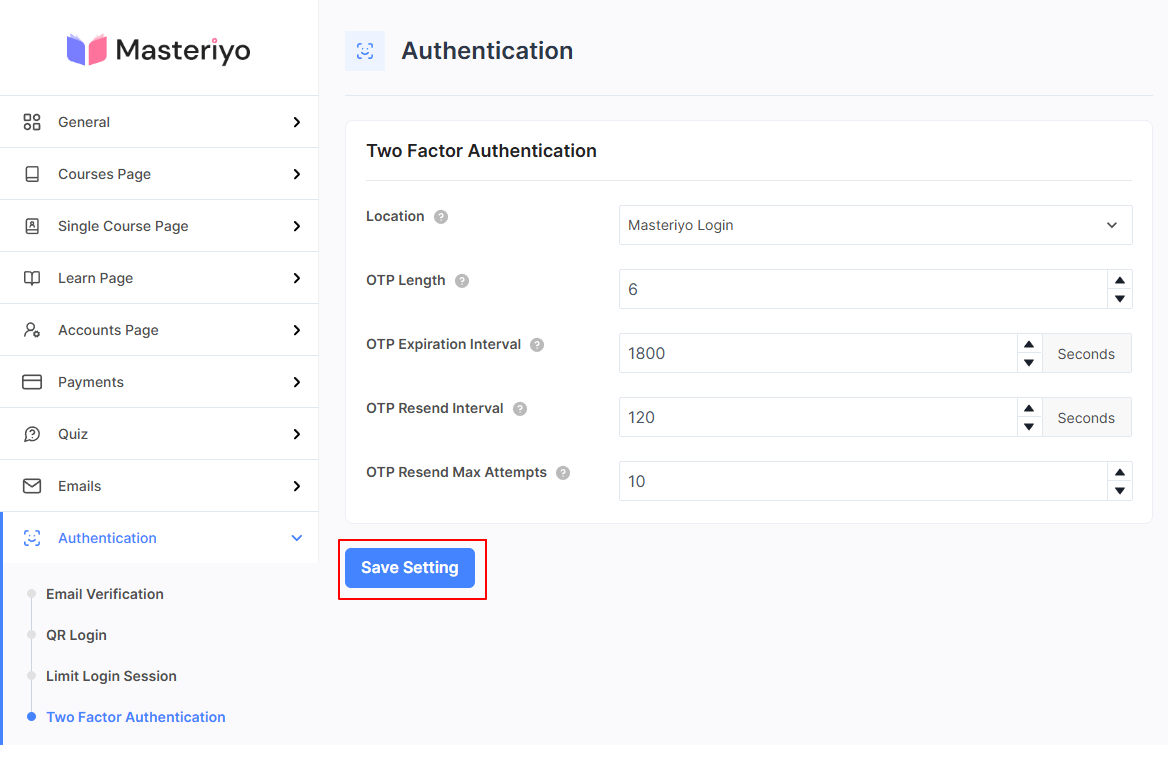 Masteriyo
General
Courses Page
Single Course Page
Learn Page
Accounts Page
Payments
Quiz
Emails
Authentication
Email Verification
QR Login
Limit Login Session
Two Factor Authentication
Authentication
Two Factor Authentication
Location ?
Masteriyo Login
OTP Length ?
6
OTP Expiration Interval ?
1800 Seconds
OTP Resend Interval ?
120 Seconds
OTP Resend Max Attempts ?
10
Save Setting